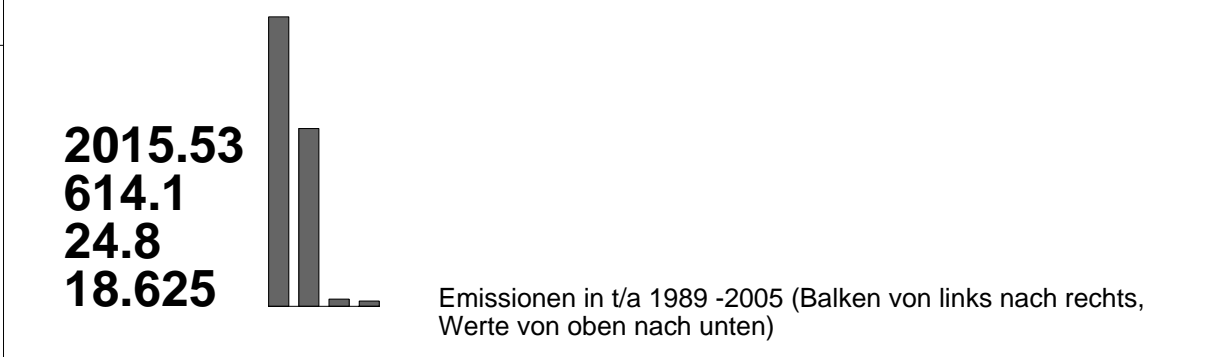 2015.53
614.1
24.8
18.625
Emissionen in t/a 1989 -2005 (Balken von links nach rechts,
Werte von oben nach unten)